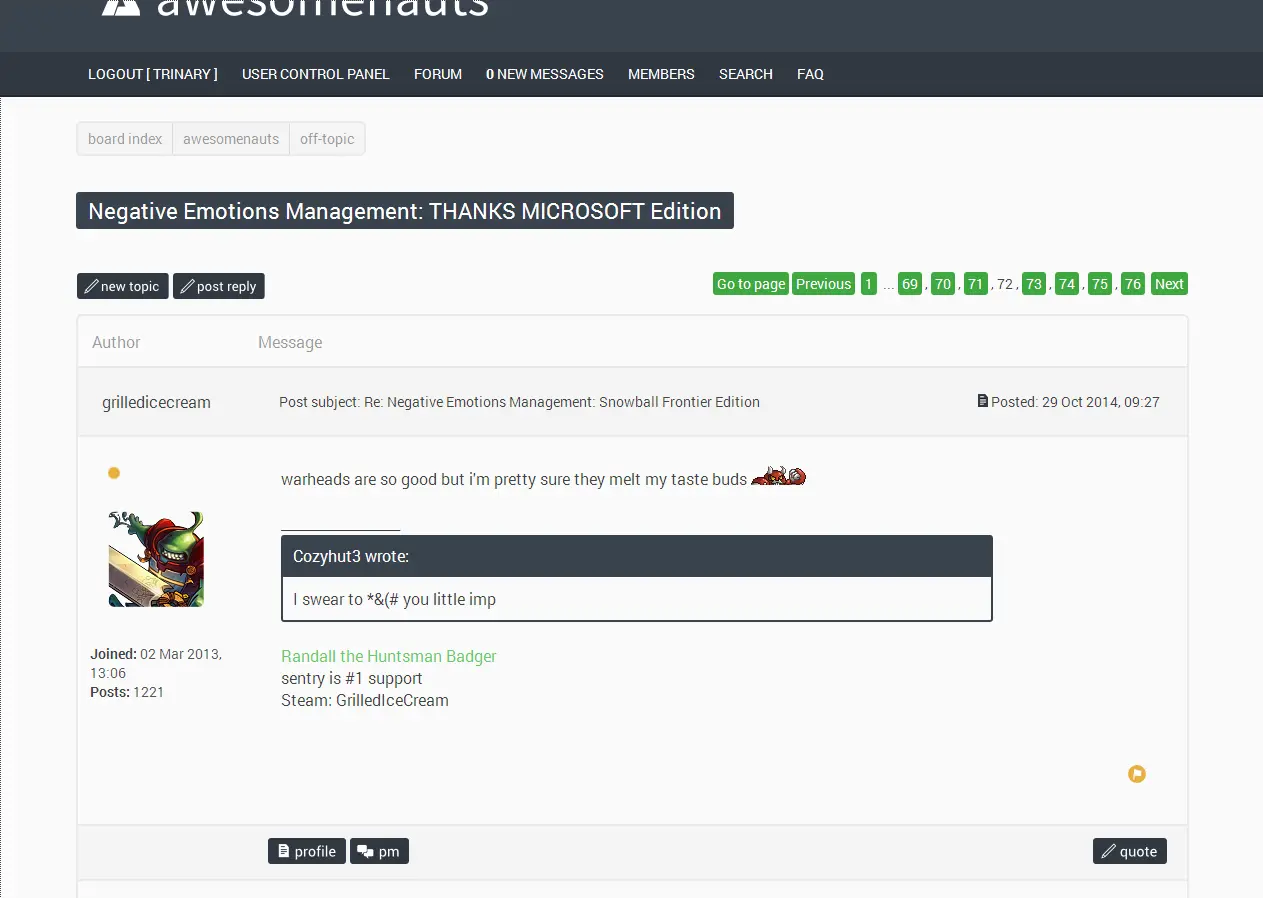 awesomenauts
LOGOUT [ TRINARY ] USER CONTROL PANEL FORUM 0 NEW MESSAGES MEMBERS SEARCH FAQ
board index awesomenauts off-topic
Negative Emotions Management: THANKS MICROSOFT Edition
new topic post reply Go to page Previous 1 ... 69 , 70 , 71 , 72 , 73 , 74 , 75 , 76 Next
Author Message
grilledicecream Post subject: Re: Negative Emotions Management: Snowball Frontier Edition Posted: 29 Oct 2014, 09:27
warheads are so good but i'm pretty sure they melt my taste buds
Cozyhut3 wrote:
I swear to *&(# you little imp
Joined: 02 Mar 2013,
13:06
Posts: 1221
Randall the Huntsman Badger
sentry is #1 support
Steam: GrilledIceCream
profile pm quote